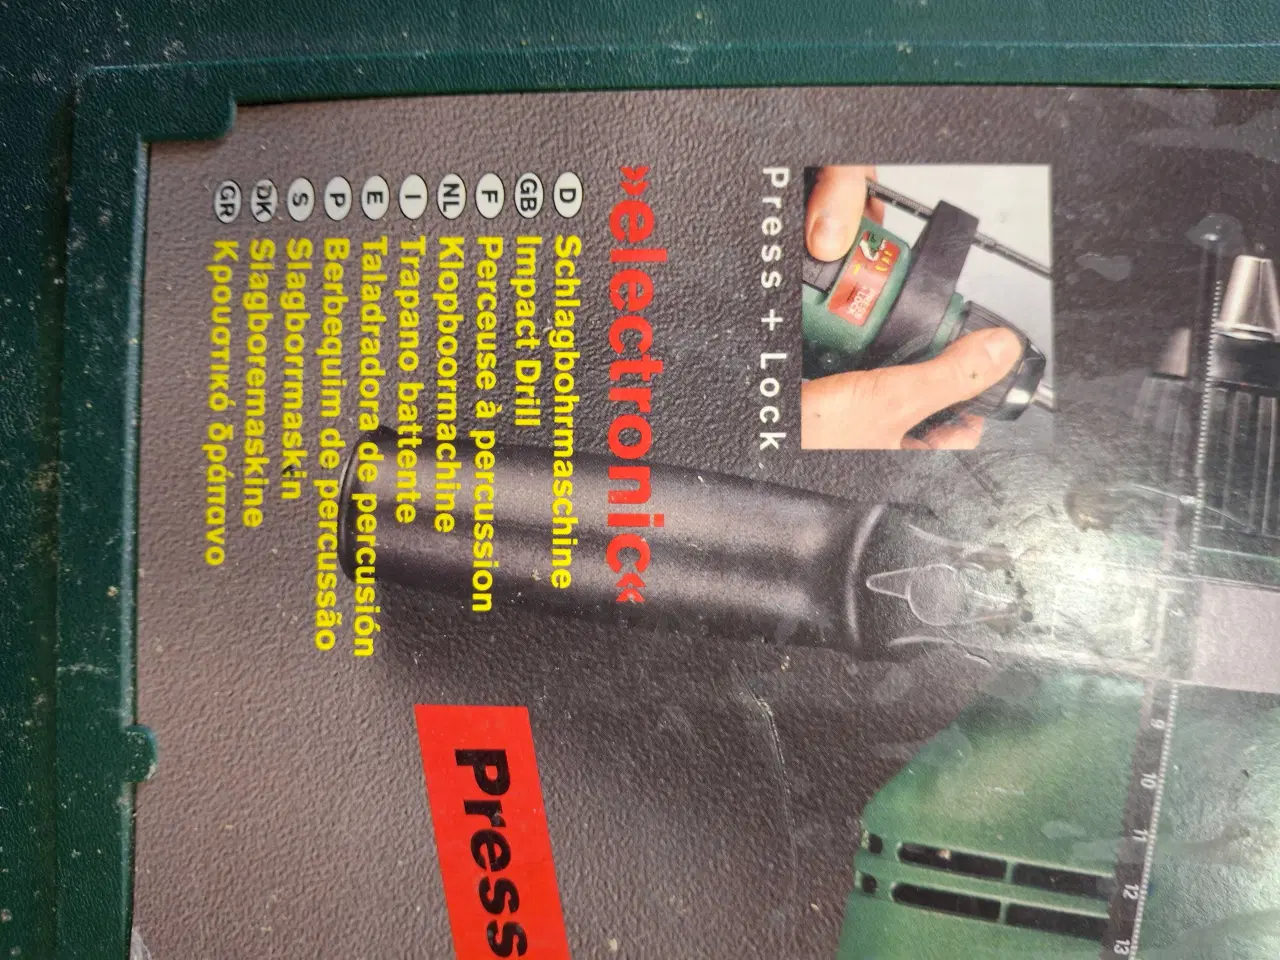 Press + Lock
»electronic«
D Schlagbohrmaschine
GB Impact Drill
F Perceuse à percussion
NL Klopboormachine
I Trapano battente
E Taladradora de percusión
P Berbequim de percussão
S Slagborrmaskin
DK Slagboremaskine
GR Κρουστικό δράπανο
Press
9 10 11 12 13